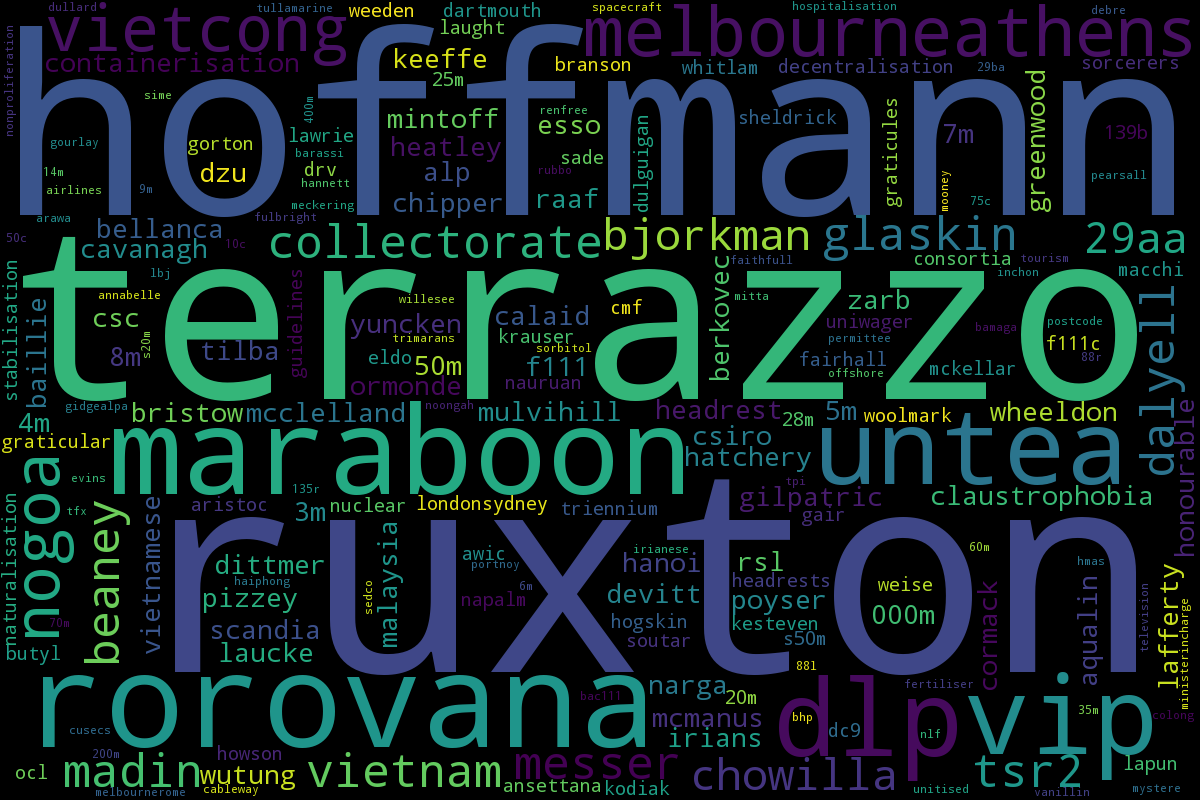 dullard tullamarine weeden dartmouth spacecraft hospitalisation debre
vietcong laught melbourneathens
nonproliferation containerisation keeffe 25m branson whitlam decentralisation 29ba sorcerers
hoffmann
sime 400m mintoff renfree esso sheldrick graticules 7m greenwood 139b
gourlay gorton lawrie barassi heatley sade dulguigan
14m dzu drv alp rubbo mooney pearsall
airlines 9m hannett meckering chipper raaf 75c
arawa fulbright
50c bellanca cavanagh 10c collectorate bjorkman glaskin 29aa
lbj faithfull consortia tourism
terrazzo
stabilisation baillie annabelle guidelines willesee cmf berkovec mitta inchon macchi
csc s20m yuncken calaid zarb uniwager bamaga postcode dalyell
8m tilba trimarans krauser sorbitol permittee f111c
eldo 50m f111 fairhall 88r
ormonde nauruan offshore mckellar
gidgealpa bristow mcclelland noongah mulvihill headrest 28m 5m woolmark wheeldon
4m graticular maraboon csiro untea honourable
nogoa evins hatchery
135r tpi
naturalisation tfx beaney vietnamese aristoc 3m nuclear londonsydney triennium gilpatric gair claustrophobia
ruxton
dittmer malaysia awic irianese hanoi rsl 60m hmas television
haiphong portnoy headrests weise lafferty
pizzey sedco napalm 6m devitt poyser 000m cormack aqualin ministerincharge
70m scandia hogskin kesteven
butyl laucke soutar s50m
881
rorovana bac111 narga 20m dlp fertiliser vip
cusecs mcmanus bhp dc9 nlf 35m colong
200m howson irians
ocl madin wutung vietnam messer chowilla tsr2 lapun
melbournerome cableway ansettana kodiak unitised vanillin mystere